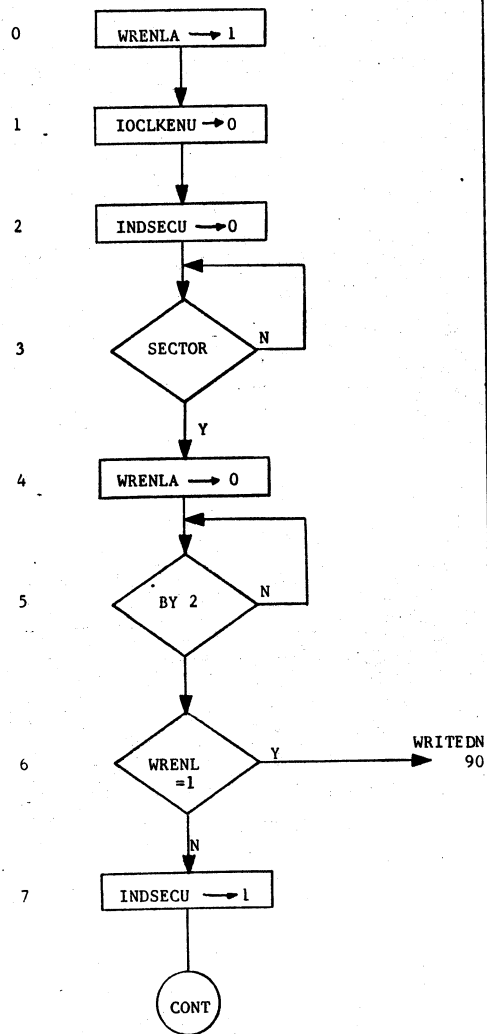 0
WRENLA → 1
1
IOCLKENU → 0
2
INDSECU → 0
3
SECTOR
N
Y
4
WRENLA → 0
5
BY 2
N
6
WRENL
=1
Y
WRITEDN
90
N
7
INDSECU → 1
CONT